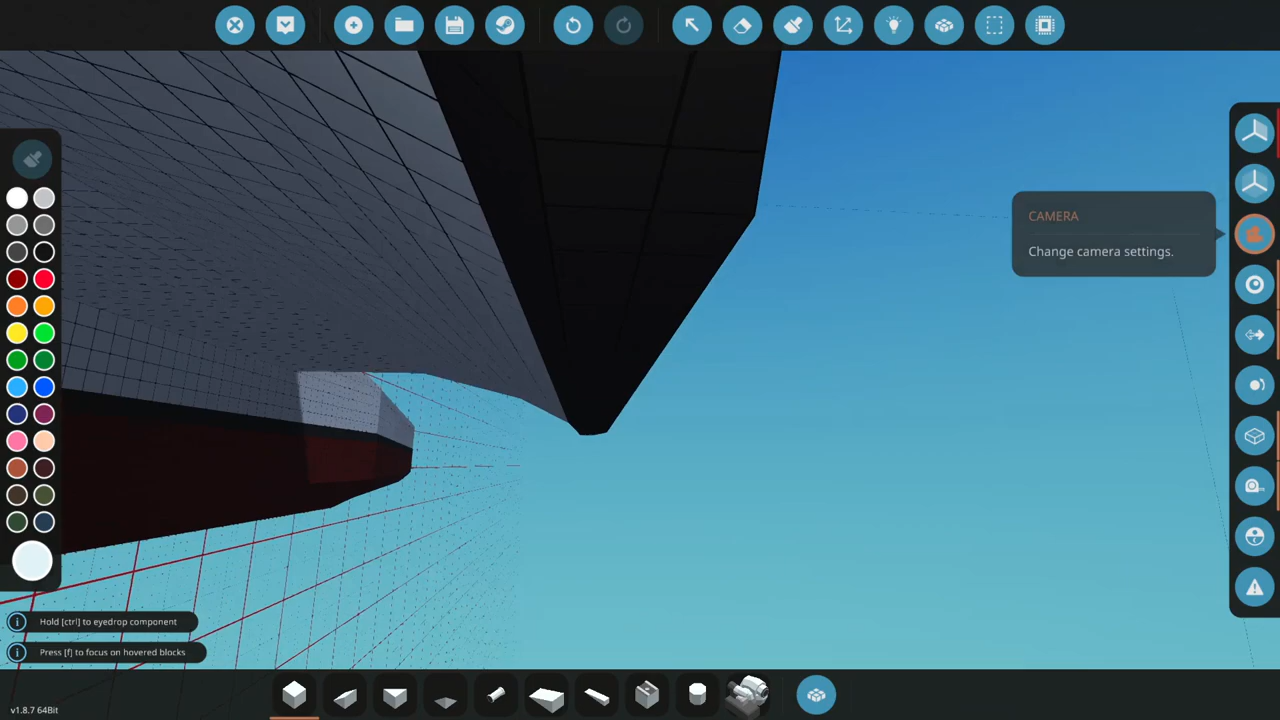 CAMERA
Change camera settings.
Hold [ctrl] to eyedrop component
Press [f] to focus on hovered blocks
v1.8.7 64Bit